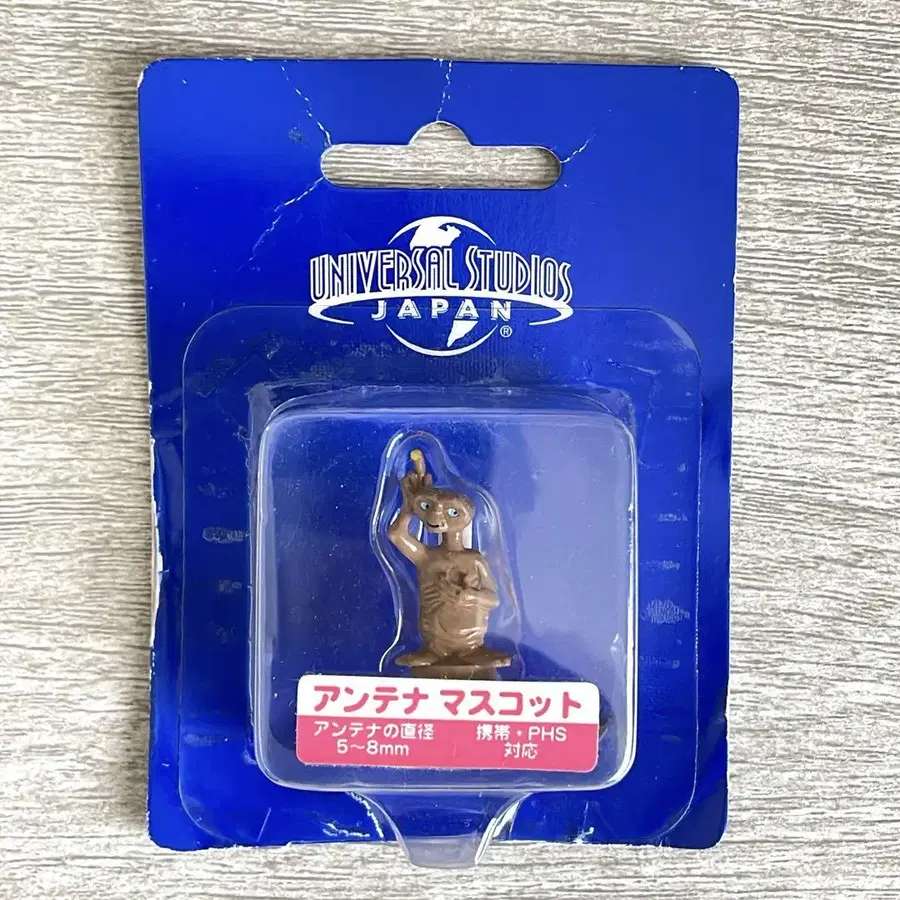 UNIVERSAL STUDIOS
JAPAN ®
アンテナ マスコット
アンテナの直径 携帯・PHS
5〜8mm 対応